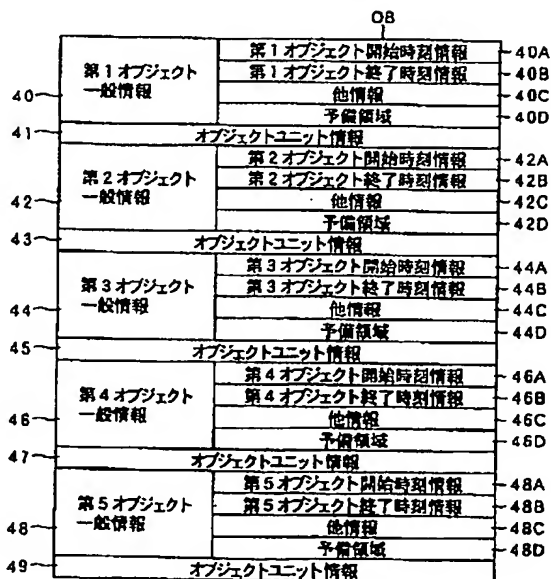 OB
第1オブジェクト
一般情報
第1オブジェクト開始時刻情報
第1オブジェクト終了時刻情報
他情報
予備領域
40
40A
40B
40C
40D
オブジェクトユニット情報
41
第2オブジェクト
一般情報
第2オブジェクト開始時刻情報
第2オブジェクト終了時刻情報
他情報
予備領域
42
42A
42B
42C
42D
オブジェクトユニット情報
43
第3オブジェクト
一般情報
第3オブジェクト開始時刻情報
第3オブジェクト終了時刻情報
他情報
予備領域
44
44A
44B
44C
44D
オブジェクトユニット情報
45
第4オブジェクト
一般情報
第4オブジェクト開始時刻情報
第4オブジェクト終了時刻情報
他情報
予備領域
46
46A
46B
46C
46D
オブジェクトユニット情報
47
第5オブジェクト
一般情報
第5オブジェクト開始時刻情報
第5オブジェクト終了時刻情報
他情報
予備領域
48
48A
48B
48C
48D
オブジェクトユニット情報
49